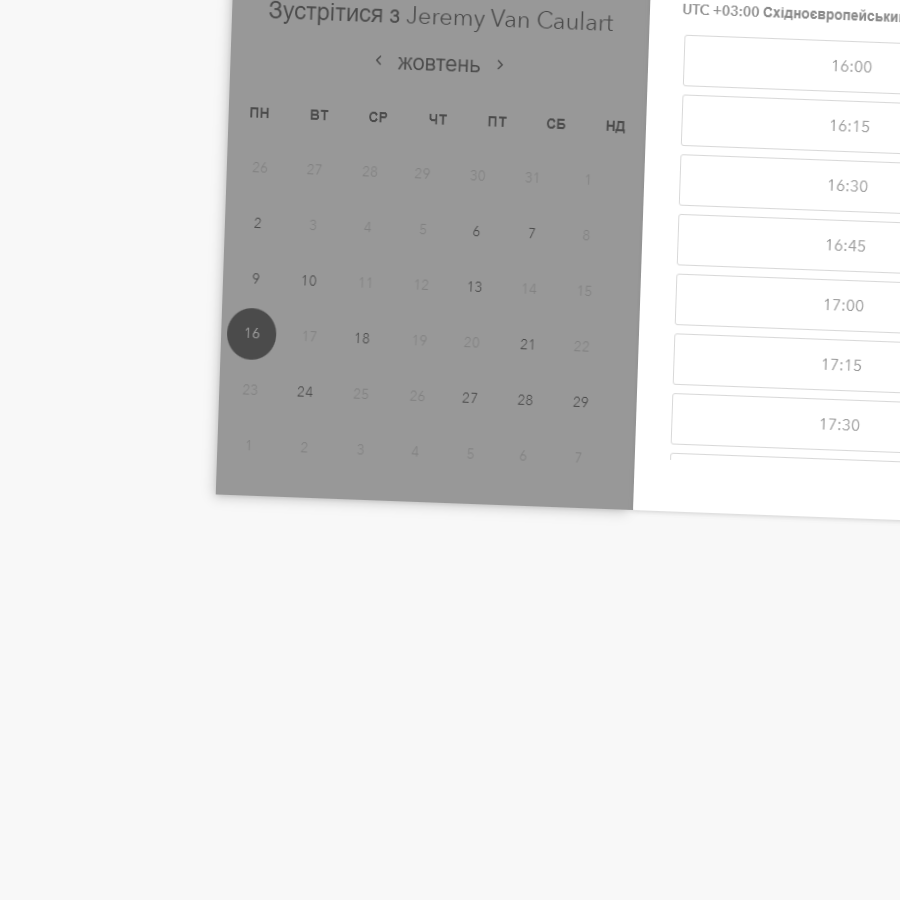 Зустрітися з Jeremy Van Caulart
‹ жовтень ›
ПН ВТ СР ЧТ ПТ СБ НД
26 27 28 29 30 31 1
2 3 4 5 6 7 8
9 10 11 12 13 14 15
16 17 18 19 20 21 22
23 24 25 26 27 28 29
1 2 3 4 5 6 7
UTC +03:00 Східноєвропейськи
16:00
16:15
16:30
16:45
17:00
17:15
17:30